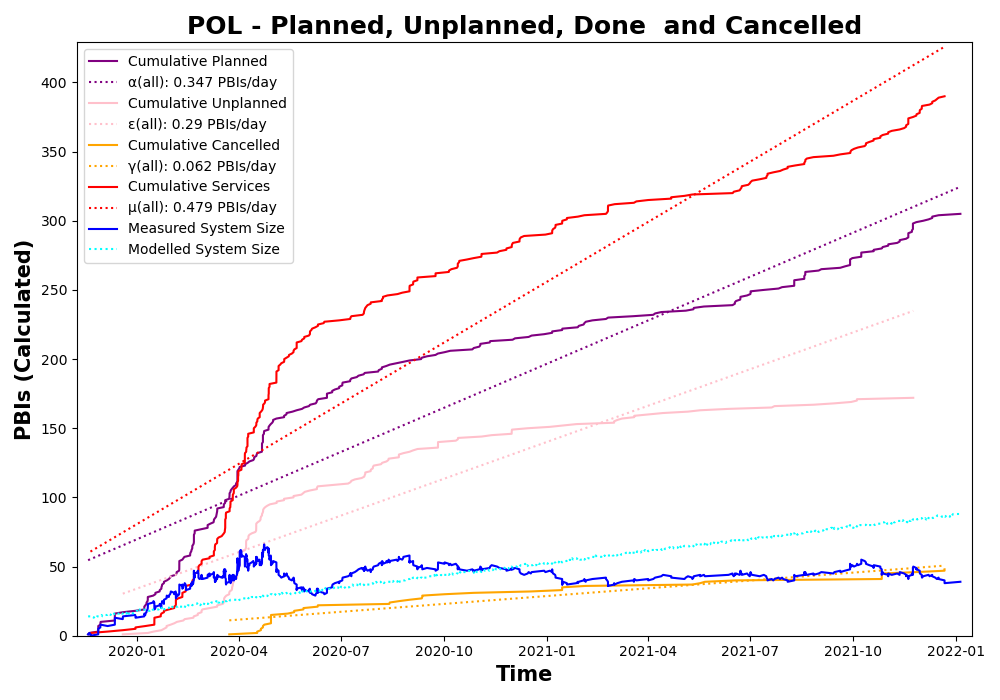 POL - Planned, Unplanned, Done  and Cancelled
Cumulative Planned
α(all): 0.347 PBIs/day
Cumulative Unplanned
ε(all): 0.29 PBIs/day
Cumulative Cancelled
γ(all): 0.062 PBIs/day
Cumulative Services
μ(all): 0.479 PBIs/day
Measured System Size
Modelled System Size
PBIs (Calculated)
400
350
300
250
200
150
100
50
0
2020-01 2020-04 2020-07 2020-10 2021-01 2021-04 2021-07 2021-10 2022-01
Time